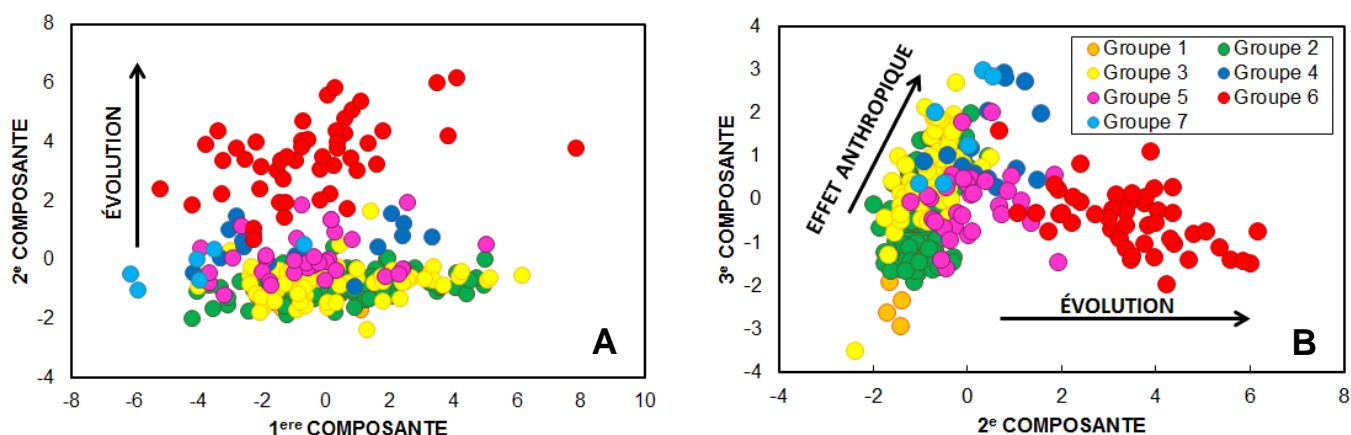 8
6
4
2
0
-2
-4
-8 -6 -4 -2 0 2 4 6 8 10
2e COMPOSANTE
1ere COMPOSANTE
ÉVOLUTION
A
4
3
2
1
0
-1
-2
-3
-4
-4 -2 0 2 4 6 8
3e COMPOSANTE
2e COMPOSANTE
EFFET ANTHROPIQUE
ÉVOLUTION
Groupe 1 Groupe 2
Groupe 3 Groupe 4
Groupe 5 Groupe 6
Groupe 7
B